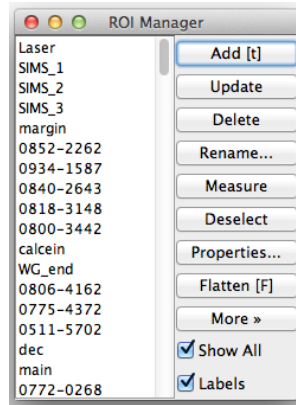 ROI Manager
Laser
SIMS_1
SIMS_2
SIMS_3
margin
0852-2262
0934-1587
0840-2643
0818-3148
0800-3442
calcein
WG_end
0806-4162
0775-4372
0511-5702
dec
main
0772-0268
Add [t]
Update
Delete
Rename...
Measure
Deselect
Properties...
Flatten [F]
More »
Show All
Labels